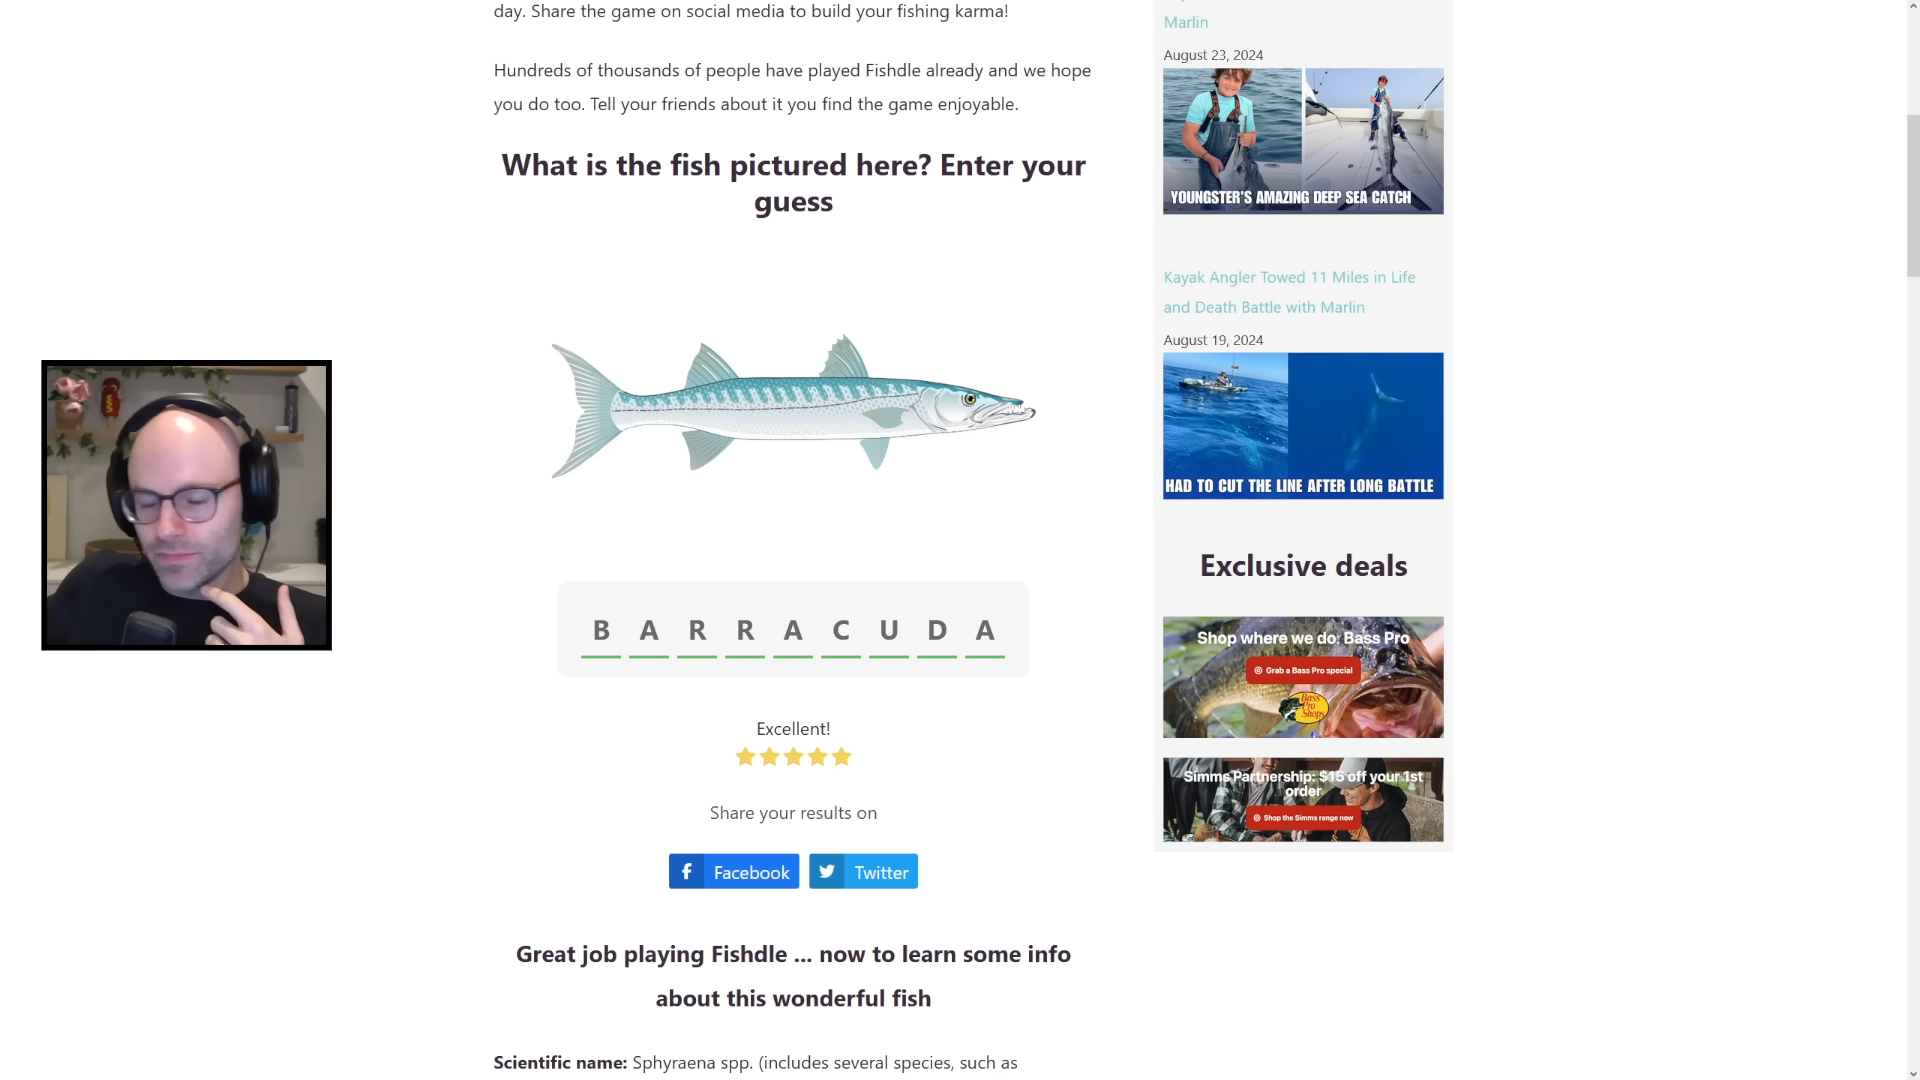 day. Share the game on social media to build your fishing karma!
Hundreds of thousands of people have played Fishdle already and we hope
you do too. Tell your friends about it you find the game enjoyable.
What is the fish pictured here? Enter your
guess
B A R R A C U D A
Excellent!
Share your results on
Facebook
Twitter
Great job playing Fishdle ... now to learn some info
about this wonderful fish
Scientific name: Sphyraena spp. (includes several species, such as
Marlin
August 23, 2024
YOUNGSTER'S AMAZING DEEP SEA CATCH
Kayak Angler Towed 11 Miles in Life
and Death Battle with Marlin
August 19, 2024
HAD TO CUT THE LINE AFTER LONG BATTLE
Exclusive deals
Shop where we do: Bass Pro
Grab a Bass Pro special
Bass
Pro
Shops
Simms Partnership: $15 off your 1st
order
Shop the Simms range now